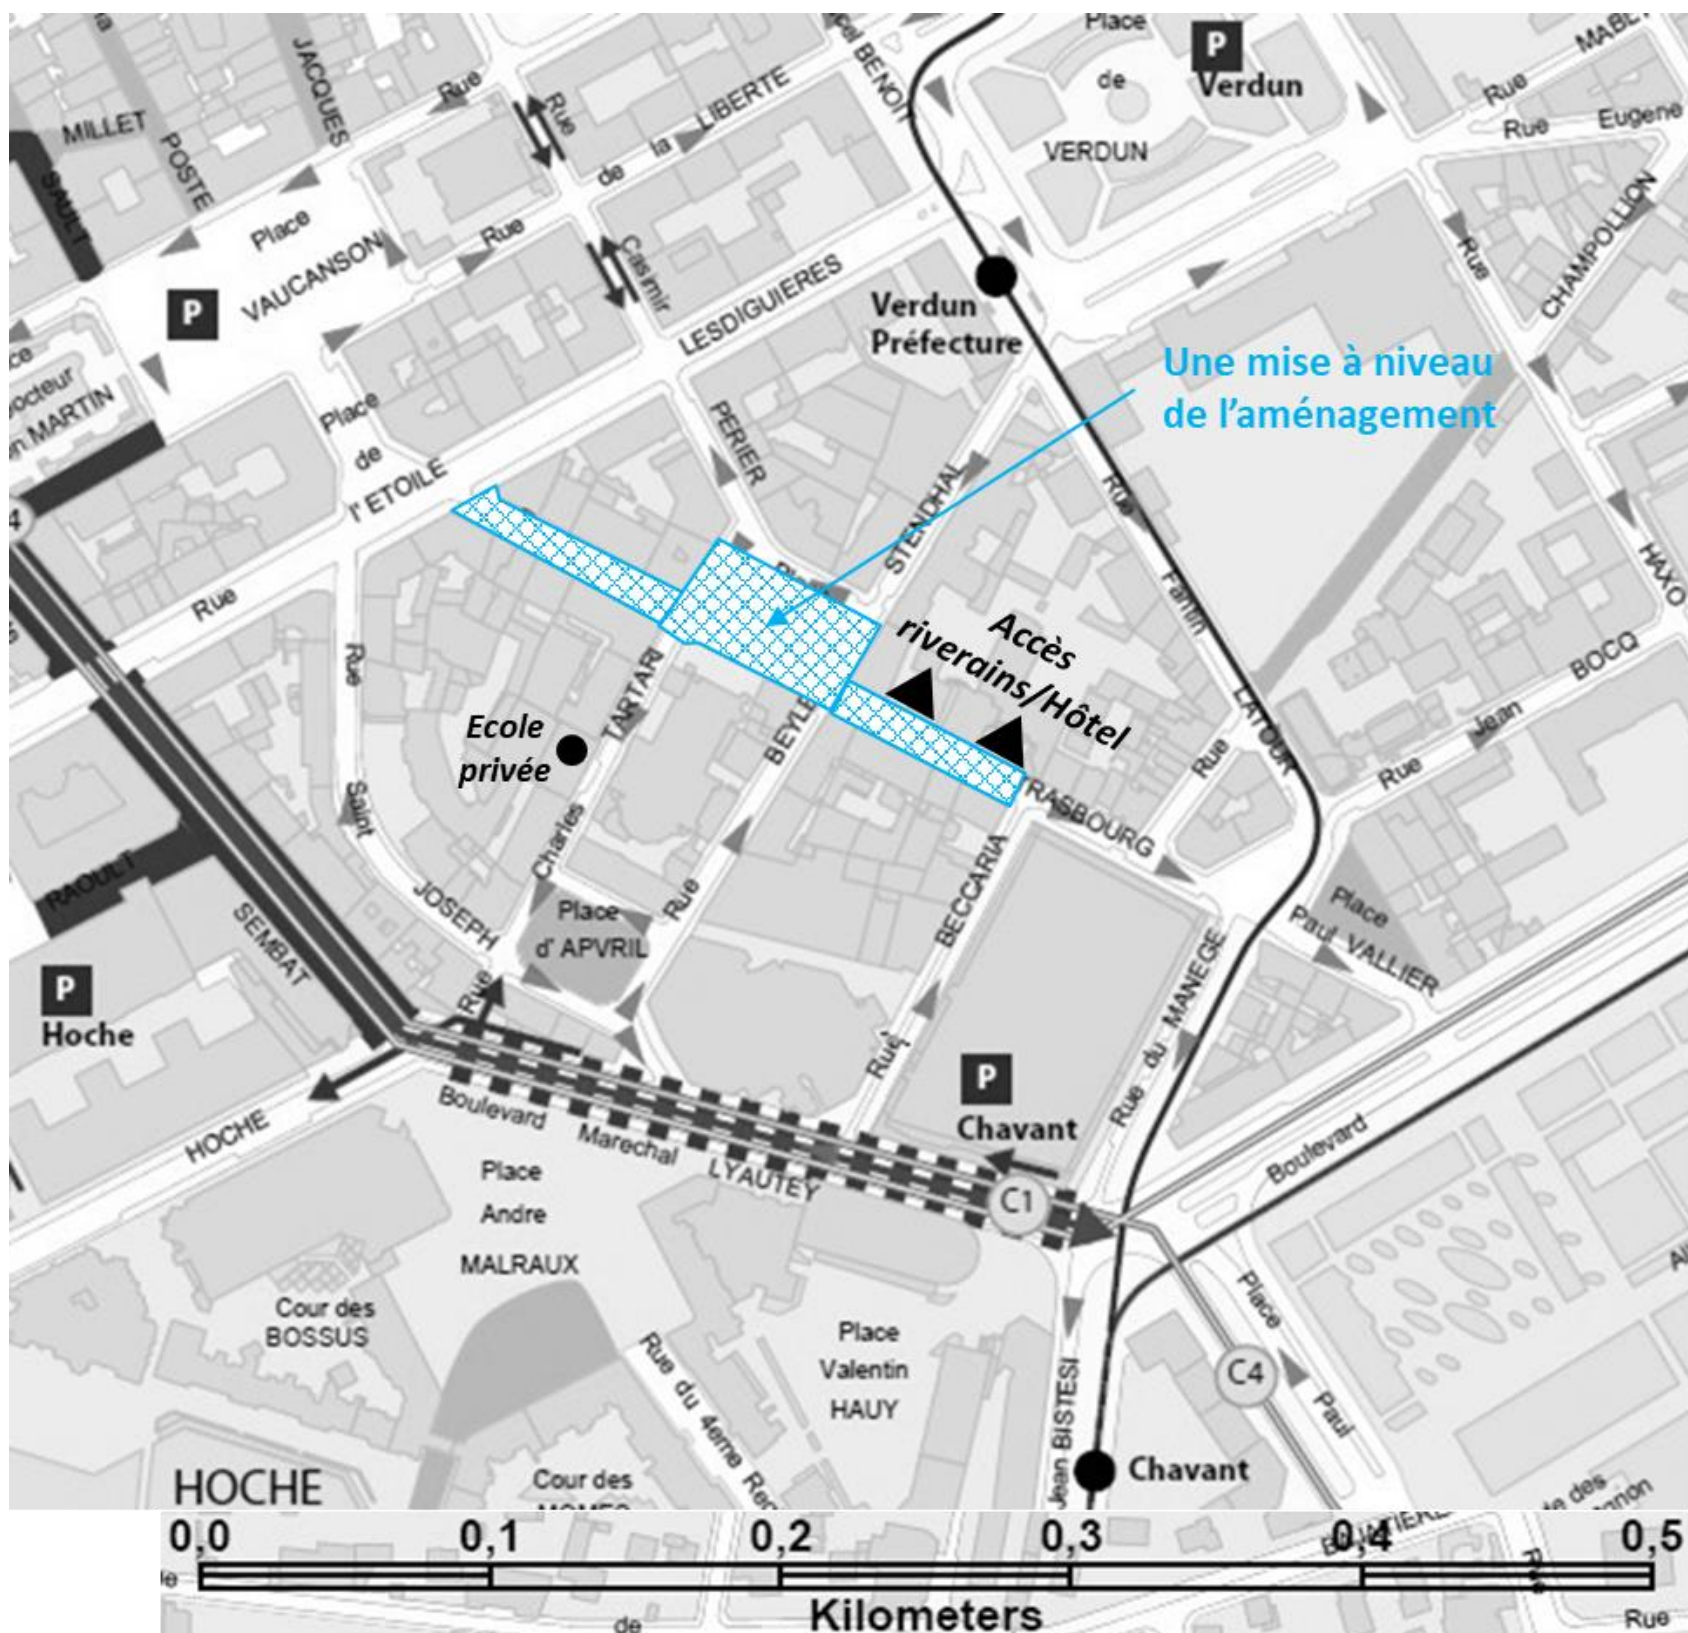 JACQUES
MILLET
POSTE
SAULT
Rue
Rue
de la LIBERTE
BENOIT
Place
de
VERDUN
P
Verdun
Rue
Rue Eugene
CHAMPOLLION
Rue
HAXO
Place
VAUCANSON
P
Rue
Casimir
LESDIGUIERES
Verdun
Préfecture
Une mise à niveau
de l’aménagement
MARTIN
Place
de
l' ETOILE
Rue
PERIER
STENDHAL
Rue
Fantin
LATOUR
Accès
riverains/Hôtel
Ecole
privée
Rue
Saint
JOSEPH
Rue
Charles
TARTARI
Rue
BEYLE
Rue
BECCARIA
RASBOURG
Rue
Rue
Jean
BOCQ
Place
d' APVRIL
Place
Paul VALLIER
RAOULT
SEMBAT
P
Hoche
HOCHE
Boulevard
Marechal
LYAUTEY
P
Chavant
C1
Rue du MANEGE
Boulevard
Place
Andre
MALRAUX
Cour des
BOSSUS
Place
Valentin
HAUY
Rue du 4eme
Jean BISTESI
Place
Paul
C4
Chavant
HOCHE
Cour des
0,0 0,1 0,2 0,3 0,4 0,5
Kilometers
de
Rue
Rue